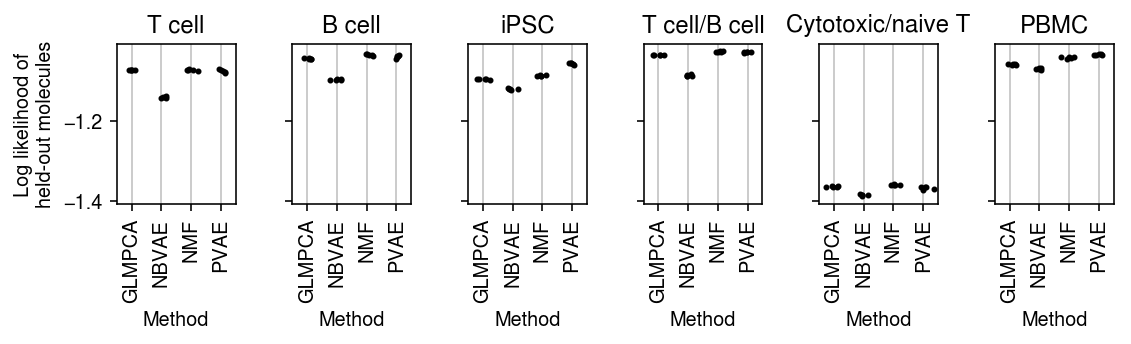 T cell
B cell
iPSC
T cell/B cell
Cytotoxic/naive T
PBMC
Log likelihood of
held-out molecules
−1.2
−1.4
GLMPCA
NBVAE
NMF
PVAE
GLMPCA
NBVAE
NMF
PVAE
GLMPCA
NBVAE
NMF
PVAE
GLMPCA
NBVAE
NMF
PVAE
GLMPCA
NBVAE
NMF
PVAE
GLMPCA
NBVAE
NMF
PVAE
Method
Method
Method
Method
Method
Method